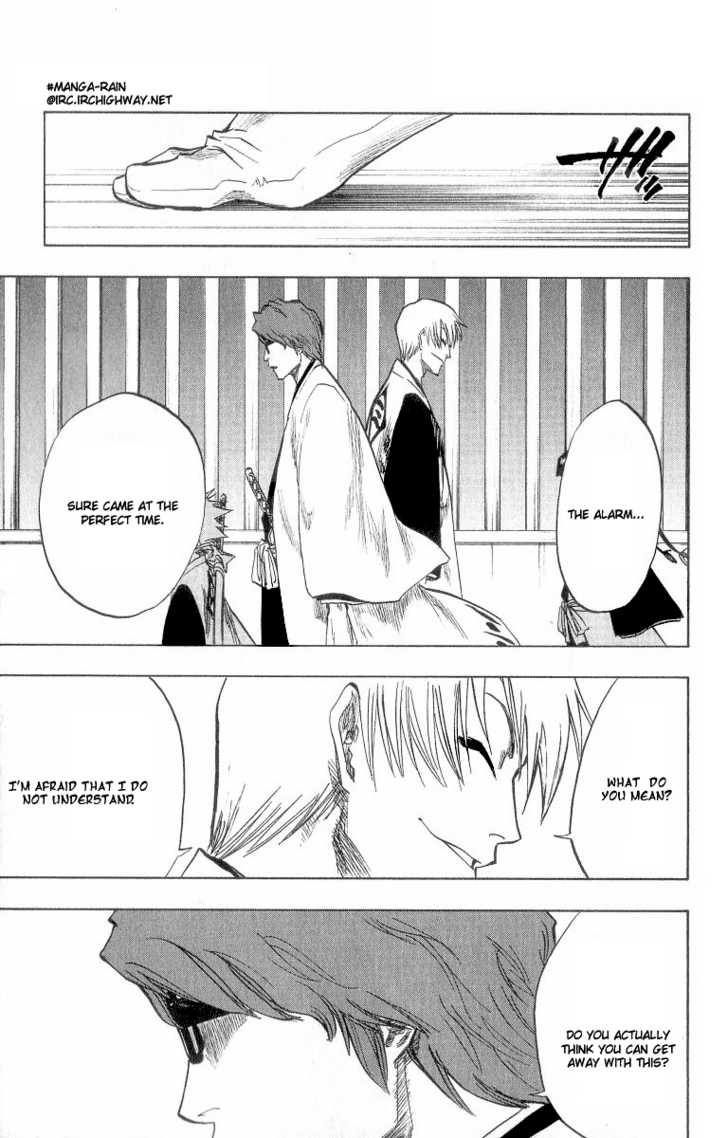 #MANGA-RAIN
@IRC.IRCHIGHWAY.NET
THE ALARM...
SURE CAME AT THE
PERFECT TIME.
WHAT DO
YOU MEAN?
I'M AFRAID THAT I DO
NOT UNDERSTAND.
DO YOU ACTUALLY
THINK YOU CAN GET
AWAY WITH THIS?